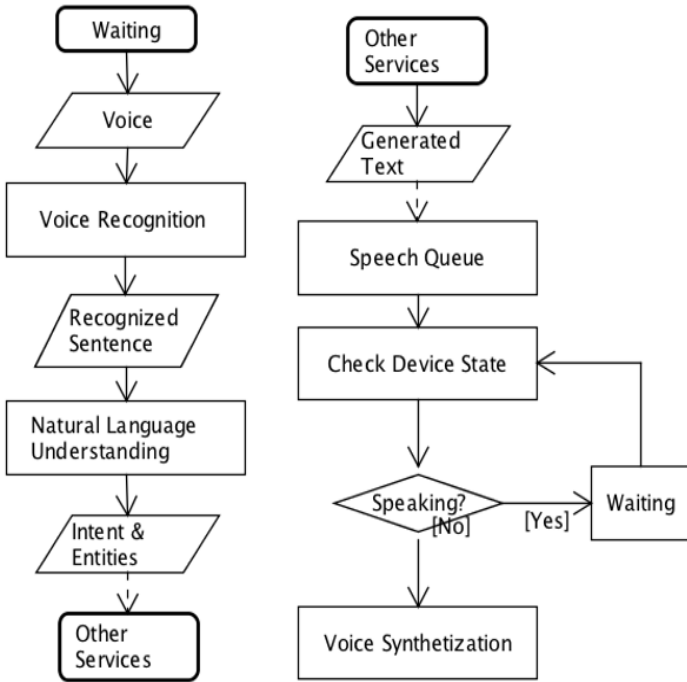 Waiting
Voice
Voice Recognition
Recognized
Sentence
Natural Language
Understanding
Intent &
Entities
Other
Services
Other
Services
Generated
Text
Speech Queue
Check Device State
Speaking?
[No]
[Yes]
Waiting
Voice Synthetization